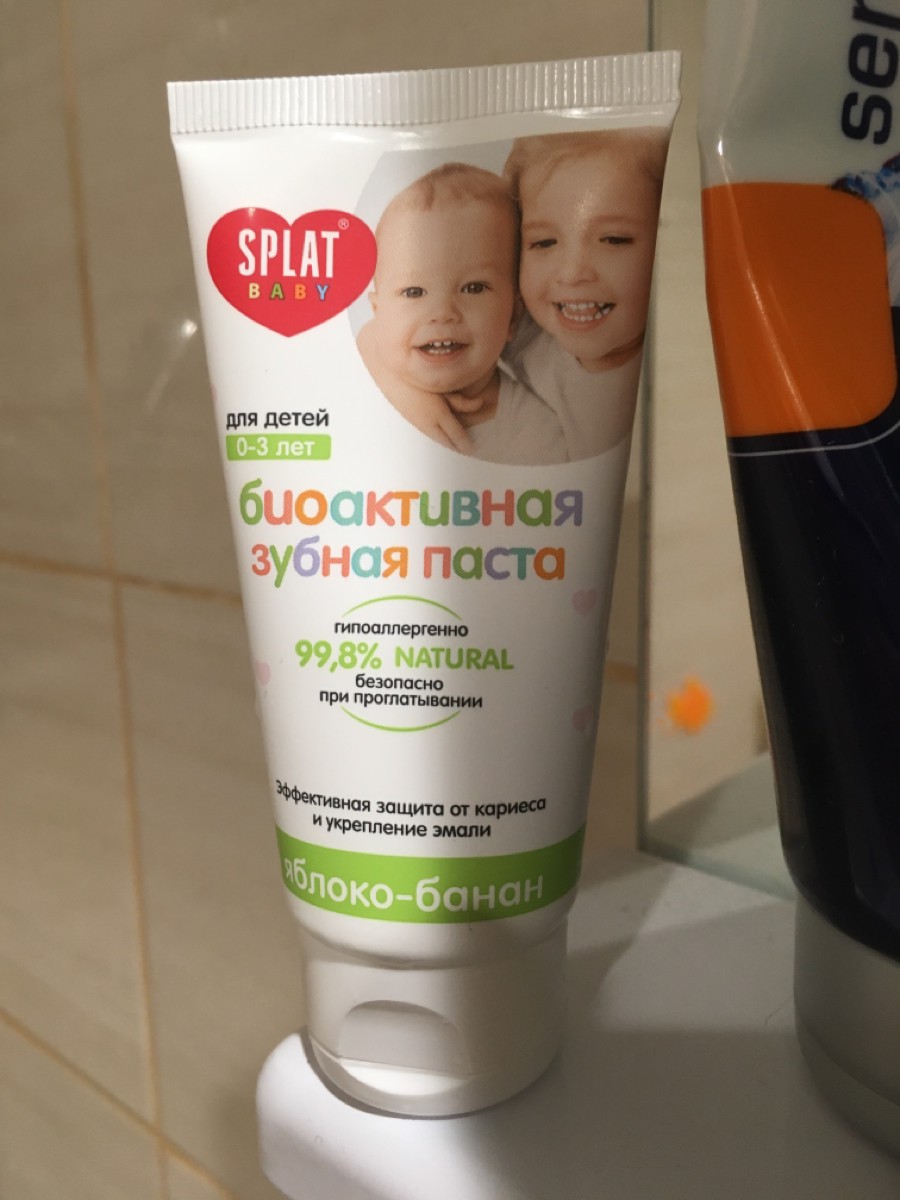 SPLAT®
BABY
для детей
0-3 лет
биоактивная
зубная паста
гипоаллергенно
99,8% NATURAL
безопасно
при проглатывании
Эффективная защита от кариеса
и укрепление эмали
яблоко-банан